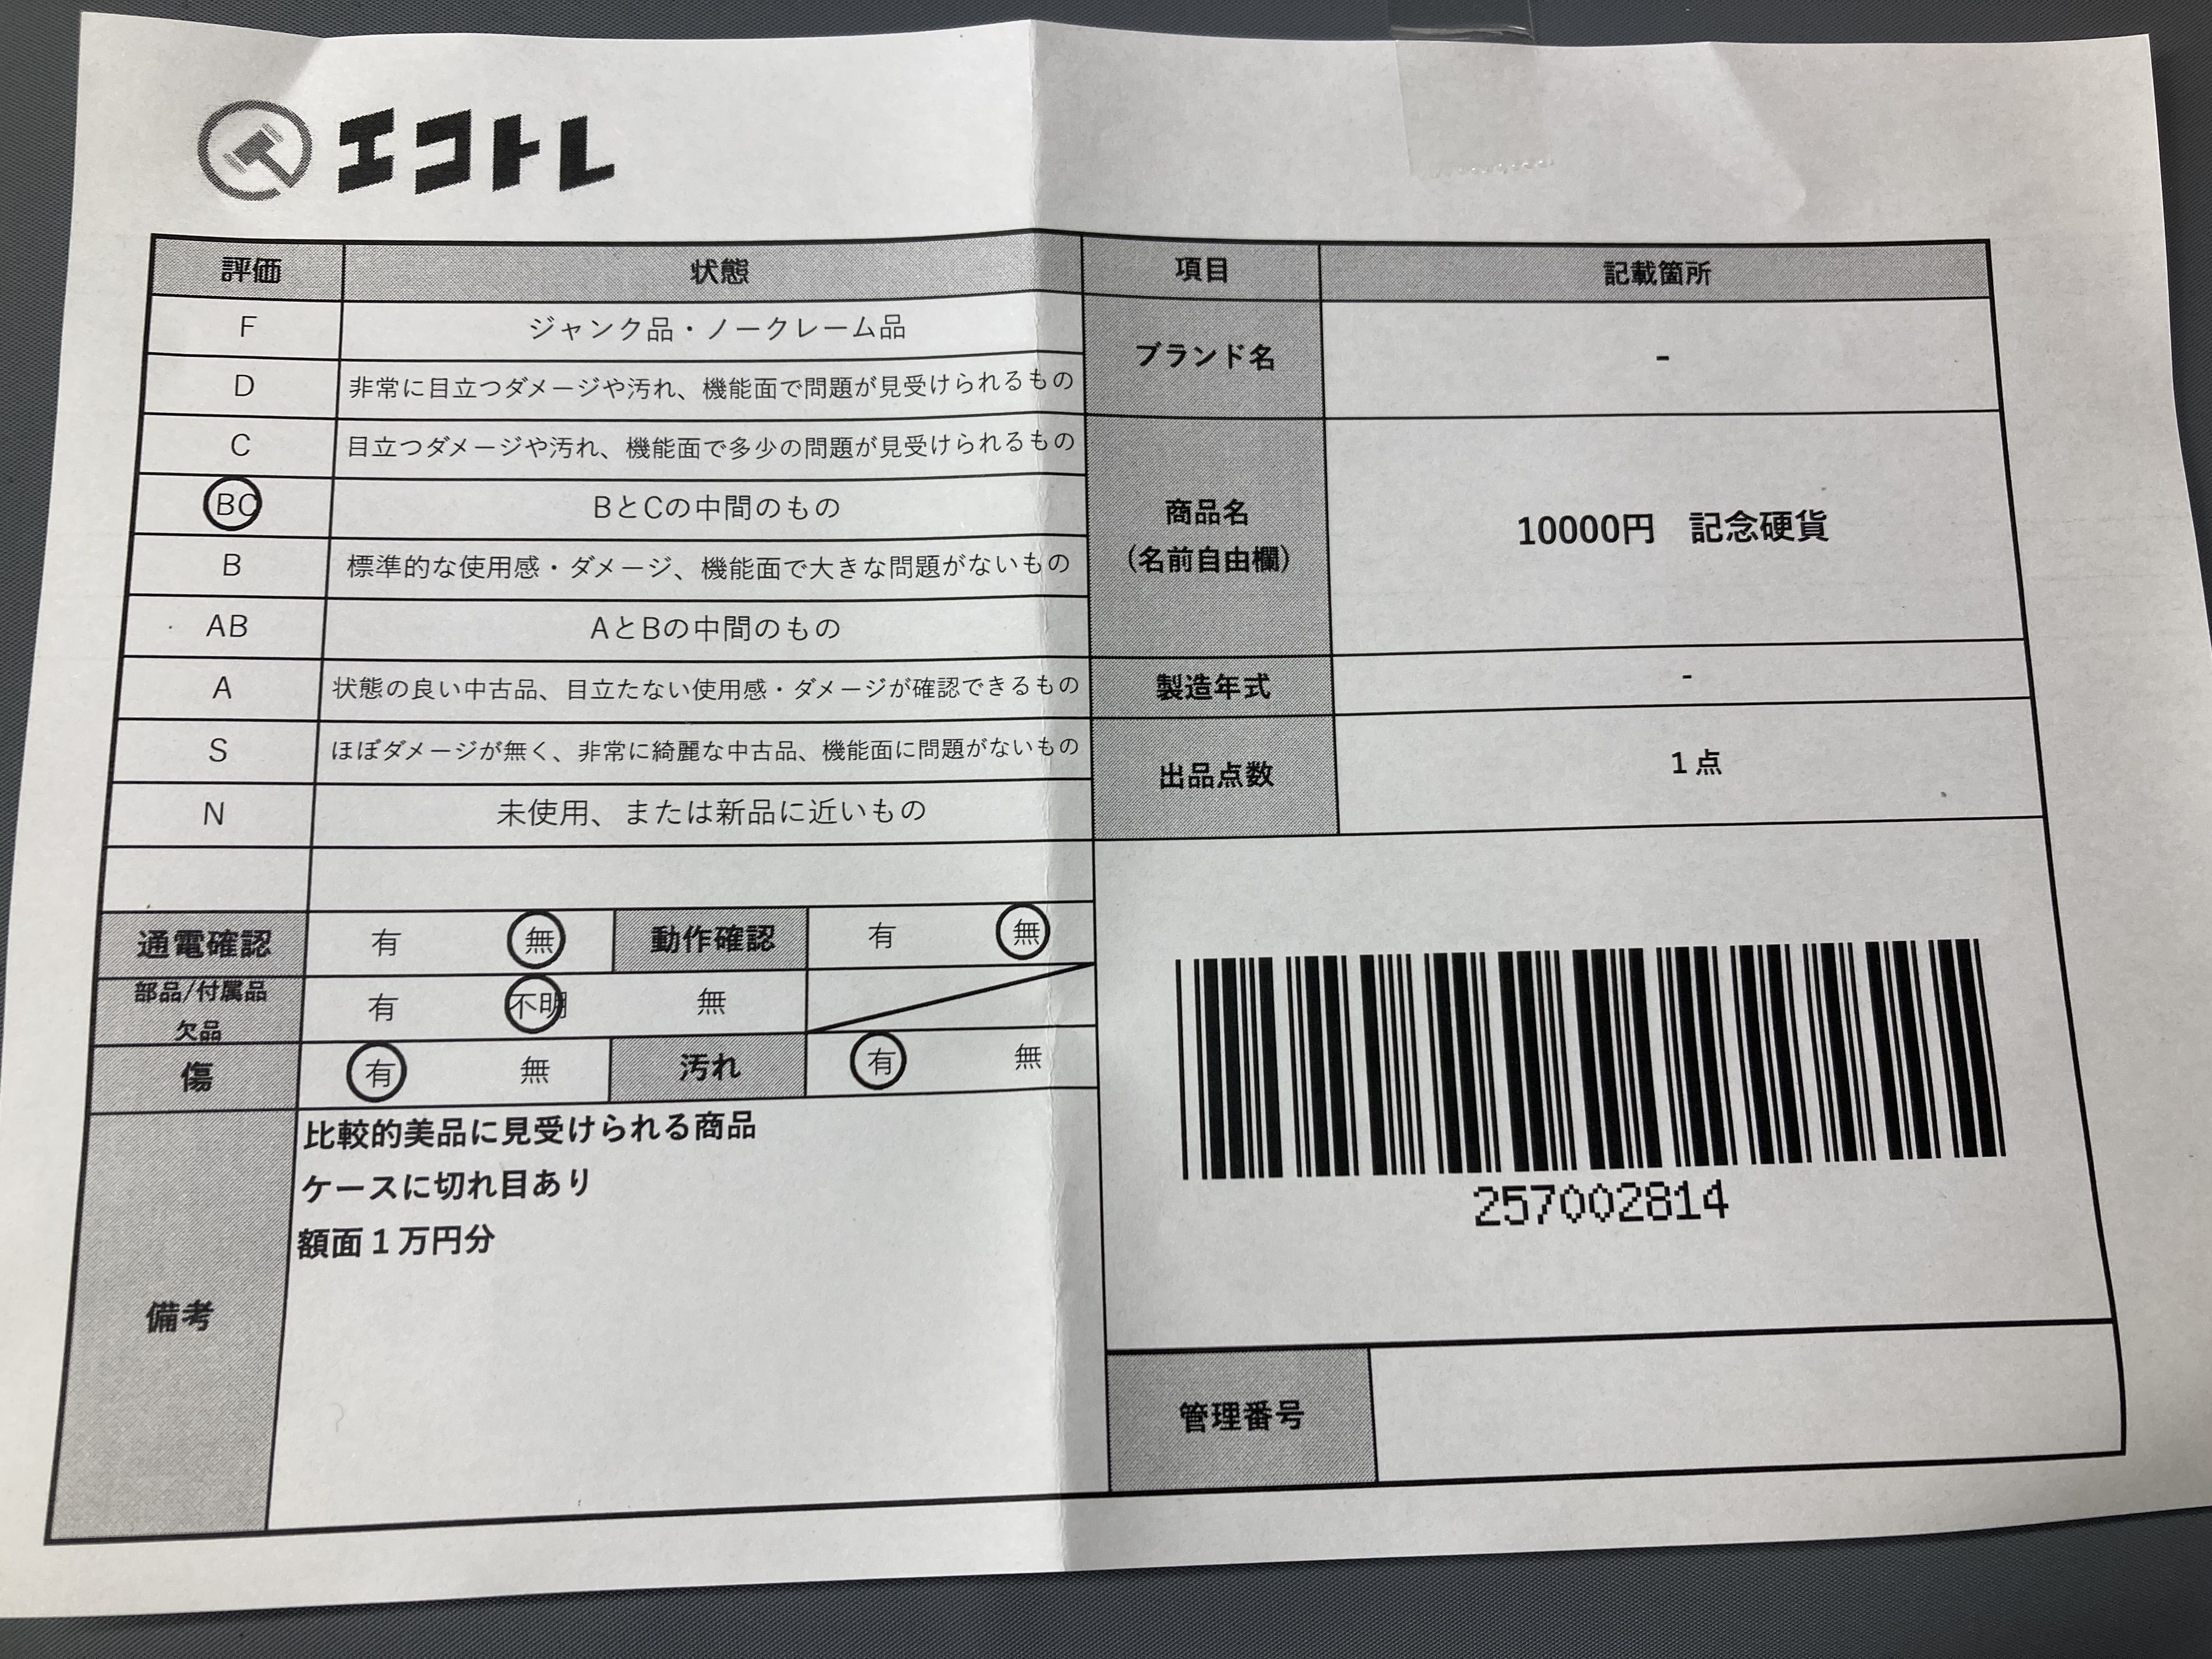 エコトレ
評価 状態
F ジャンク品・ノークレーム品
D 非常に目立つダメージや汚れ、機能面で問題が見受けられるもの
C 目立つダメージや汚れ、機能面で多少の問題が見受けられるもの
BC BとCの中間のもの
B 標準的な使用感・ダメージ、機能面で大きな問題がないもの
AB AとBの中間のもの
A 状態の良い中古品、目立たない使用感・ダメージが確認できるもの
S ほぼダメージが無く、非常に綺麗な中古品、機能面に問題がないもの
N 未使用、または新品に近いもの
通電確認 有 無 動作確認 有 無
部品/付属品
欠品 有 不明 無
傷 有 無 汚れ 有 無
備考
比較的美品に見受けられる商品
ケースに切れ目あり
額面1万円分
項目 記載箇所
ブランド名 -
商品名
（名前自由欄）
10000円 記念硬貨
製造年式 -
出品点数 1点
257002814
管理番号